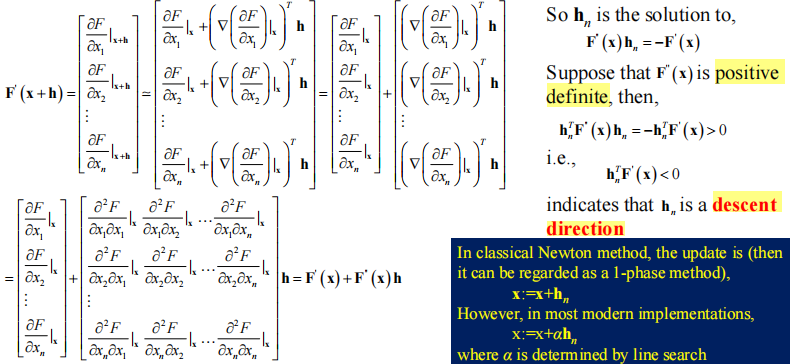 $\mathbf{F}'(\mathbf{x}+\mathbf{h}) = \begin{bmatrix} \frac{\partial F}{\partial x_1}|_{\mathbf{x}+\mathbf{h}} \\ \frac{\partial F}{\partial x_2}|_{\mathbf{x}+\mathbf{h}} \\ \vdots \\ \frac{\partial F}{\partial x_n}|_{\mathbf{x}+\mathbf{h}} \end{bmatrix} \simeq \begin{bmatrix} \frac{\partial F}{\partial x_1}|_{\mathbf{x}} + \left(\nabla\left(\frac{\partial F}{\partial x_1}\right)|_{\mathbf{x}}\right)^T \mathbf{h} \\ \frac{\partial F}{\partial x_2}|_{\mathbf{x}} + \left(\nabla\left(\frac{\partial F}{\partial x_2}\right)|_{\mathbf{x}}\right)^T \mathbf{h} \\ \vdots \\ \frac{\partial F}{\partial x_n}|_{\mathbf{x}} + \left(\nabla\left(\frac{\partial F}{\partial x_n}\right)|_{\mathbf{x}}\right)^T \mathbf{h} \end{bmatrix} = \begin{bmatrix} \frac{\partial F}{\partial x_1}|_{\mathbf{x}} \\ \frac{\partial F}{\partial x_2}|_{\mathbf{x}} \\ \vdots \\ \frac{\partial F}{\partial x_n}|_{\mathbf{x}} \end{bmatrix} + \begin{bmatrix} \left(\nabla\left(\frac{\partial F}{\partial x_1}\right)|_{\mathbf{x}}\right)^T \mathbf{h} \\ \left(\nabla\left(\frac{\partial F}{\partial x_2}\right)|_{\mathbf{x}}\right)^T \mathbf{h} \\ \vdots \\ \left(\nabla\left(\frac{\partial F}{\partial x_n}\right)|_{\mathbf{x}}\right)^T \mathbf{h} \end{bmatrix}$
$= \begin{bmatrix} \frac{\partial F}{\partial x_1}|_{\mathbf{x}} \\ \frac{\partial F}{\partial x_2}|_{\mathbf{x}} \\ \vdots \\ \frac{\partial F}{\partial x_n}|_{\mathbf{x}} \end{bmatrix} + \begin{bmatrix} \frac{\partial^2 F}{\partial x_1 \partial x_1}|_{\mathbf{x}} \frac{\partial^2 F}{\partial x_1 \partial x_2}|_{\mathbf{x}} \cdots \frac{\partial^2 F}{\partial x_1 \partial x_n}|_{\mathbf{x}} \\ \frac{\partial^2 F}{\partial x_2 \partial x_1}|_{\mathbf{x}} \frac{\partial^2 F}{\partial x_2 \partial x_2}|_{\mathbf{x}} \cdots \frac{\partial^2 F}{\partial x_2 \partial x_n}|_{\mathbf{x}} \\ \vdots \\ \frac{\partial^2 F}{\partial x_n \partial x_1}|_{\mathbf{x}} \frac{\partial^2 F}{\partial x_n \partial x_2}|_{\mathbf{x}} \cdots \frac{\partial^2 F}{\partial x_n \partial x_n}|_{\mathbf{x}} \end{bmatrix} \mathbf{h} = \mathbf{F}'(\mathbf{x}) + \mathbf{F}''(\mathbf{x})\mathbf{h}$
So $\mathbf{h}_n$ is the solution to,
$\mathbf{F}''(\mathbf{x})\mathbf{h}_n = -\mathbf{F}'(\mathbf{x})$
Suppose that $\mathbf{F}''(\mathbf{x})$ is positive
definite, then,
$\mathbf{h}_n^T \mathbf{F}''(\mathbf{x})\mathbf{h}_n = -\mathbf{h}_n^T \mathbf{F}'(\mathbf{x}) > 0$
i.e.,
$\mathbf{h}_n^T \mathbf{F}'(\mathbf{x}) < 0$
indicates that $\mathbf{h}_n$ is a descent
direction
In classical Newton method, the update is (then
it can be regarded as a 1-phase method),
$\mathbf{x} := \mathbf{x} + \mathbf{h}_n$
However, in most modern implementations,
$x := x + \alpha\mathbf{h}_n$
where $\alpha$ is determined by line search